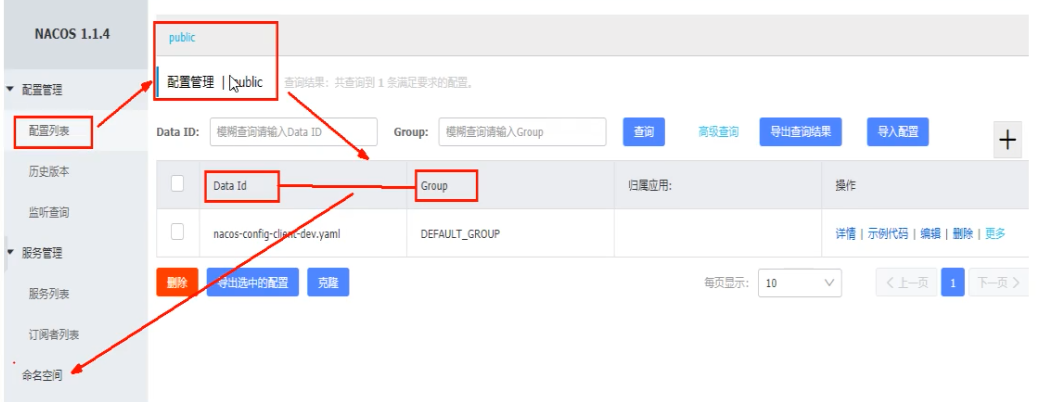 NACOS 1.1.4
public
配置管理
配置管理 | public 查询结果：共查询到 1 条满足要求的配置。
配置列表
Data ID: 模糊查询请输入Data ID Group: 模糊查询请输入Group 查询 高级查询 导出查询结果 导入配置 +
历史版本
Data Id Group 归属应用: 操作
监听查询
nacos-config-client-dev.yaml DEFAULT_GROUP 详情 | 示例代码 | 编辑 | 删除 | 更多
服务管理
删除 导出选中的配置 克隆 每页显示: 10 < 上一页 1 下一页 >
服务列表
订阅者列表
命名空间